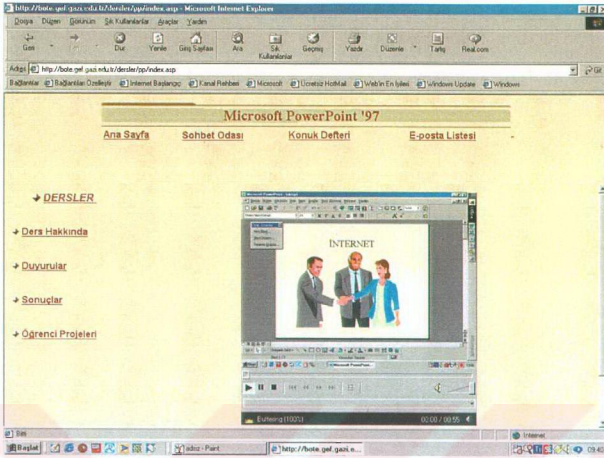 http://bote.gef.gazi.edu.tr/dersler/pp/index.asp - Microsoft Internet Explorer
Dosya Düzen Görünüm Sık Kullanılanlar Araçlar Yardım
Geri Dur Yenile Giriş Sayfası Ara Sık Kullanılanlar Geçmiş Yazdır Düzenle Tartış Real.com
Adres http://bote.gef.gazi.edu.tr/dersler/pp/index.asp Git
Bağlantılar Bağlantıları Özelleştir Internet Başlangıç Kanal Rehberi Microsoft Ücretsiz HotMail Web'in En İyileri Windows Update Windows
Microsoft PowerPoint '97
Ana Sayfa Sohbet Odası Konuk Defteri E-posta Listesi
DERSLER
Ders Hakkında
Duyurular
Sonuçlar
Öğrenci Projeleri
İNTERNET
Buffering (100%) 00:00 / 00:55
Internet
Başlat adsız - Paint http://bote.gef.gazi.e... 09:40